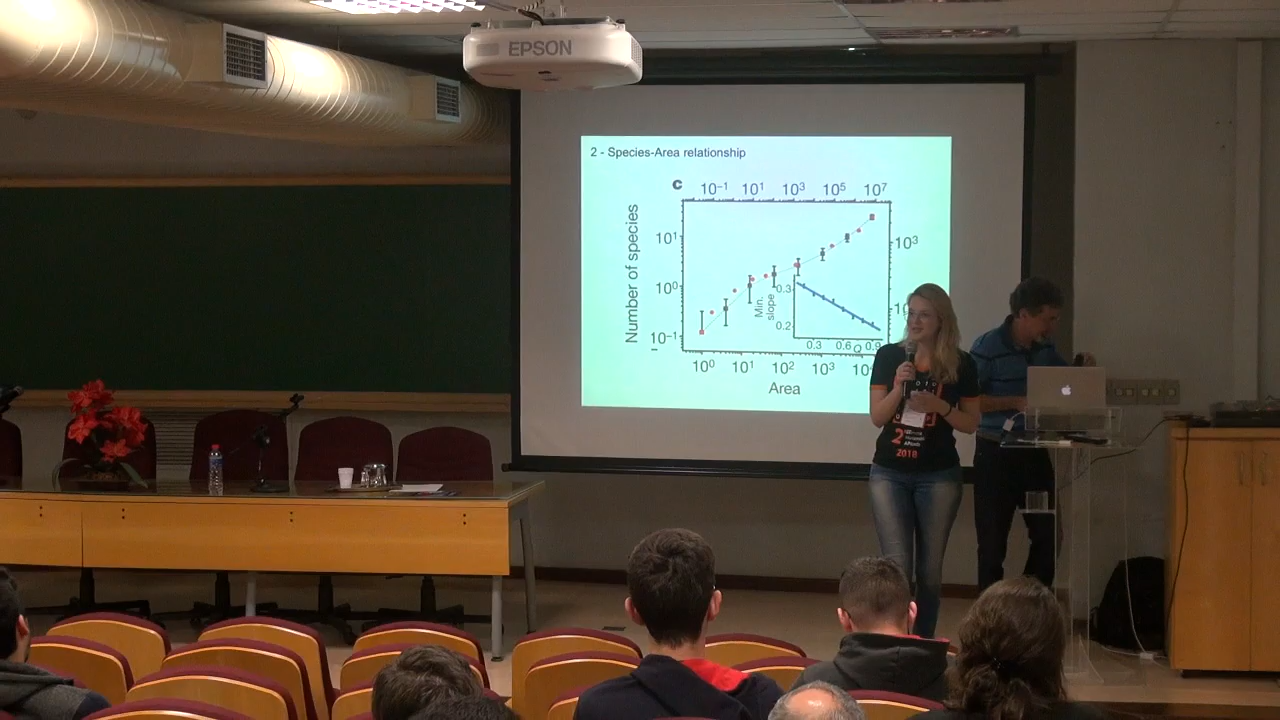 EPSON
2 - Species-Area relationship
c
10⁻¹ 10¹ 10³ 10⁵ 10⁷
Number of species
10¹
10⁰
10⁻¹
10³
Min. slope
0.3
0.2
0.3 0.6 0.9
Q
10⁰ 10¹ 10² 10³
Area
2
2018